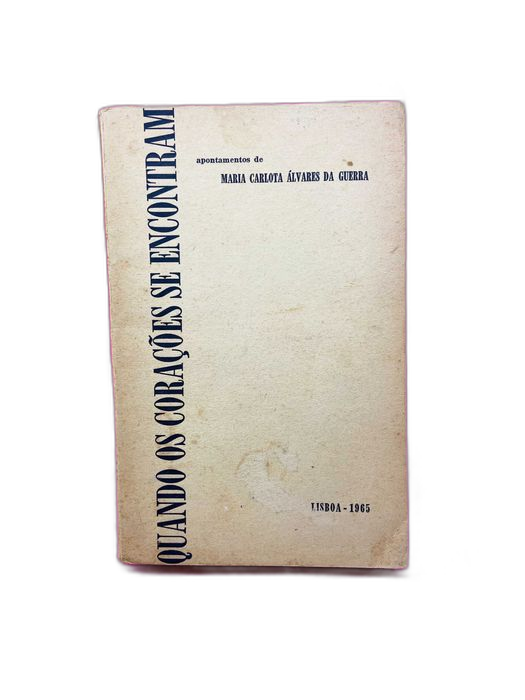 QUANDO OS CORAÇÕES SE ENCONTRAM
apontamentos de
MARIA CARLOTA ÁLVARES DA GUERRA
LISBOA - 1965